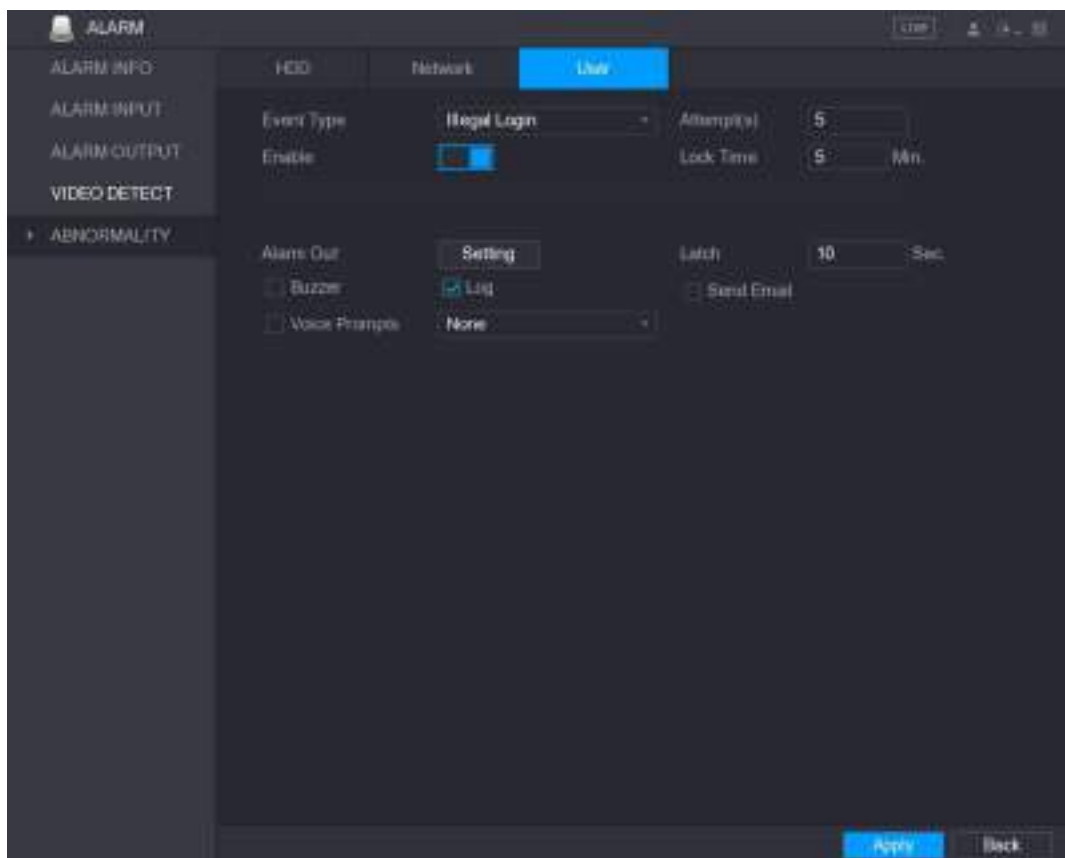 ALARM
LIVE
ALARM INFO
HDD Network User
ALARM INPUT
Event Type Illegal Login Attempt(s) 5
ALARM OUTPUT
Enable Lock Time 5 Min.
VIDEO DETECT
ABNORMALITY
Alarm Out Setting Latch 10 Sec.
Buzzer Log Send Email
Voice Prompts None
Apply Back